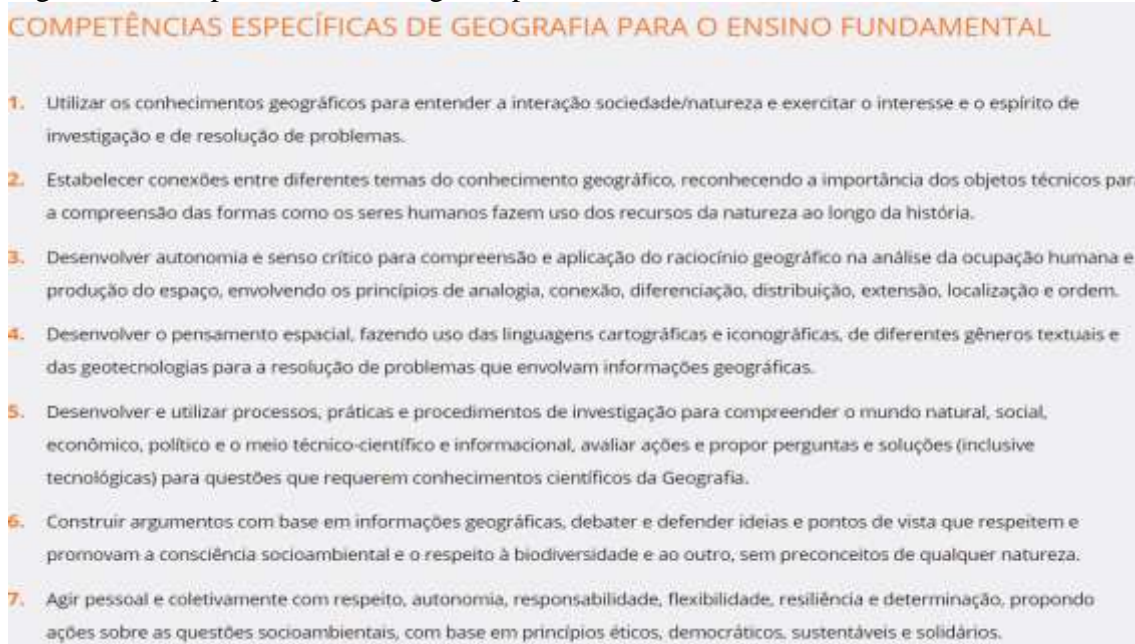 COMPETÊNCIAS ESPECÍFICAS DE GEOGRAFIA PARA O ENSINO FUNDAMENTAL
1. Utilizar os conhecimentos geográficos para entender a interação sociedade/natureza e exercitar o interesse e o espírito de
investigação e de resolução de problemas.
2. Estabelecer conexões entre diferentes temas do conhecimento geográfico, reconhecendo a importância dos objetos técnicos par
a compreensão das formas como os seres humanos fazem uso dos recursos da natureza ao longo da história.
3. Desenvolver autonomia e senso crítico para compreensão e aplicação do raciocínio geográfico na análise da ocupação humana e
produção do espaço, envolvendo os princípios de analogia, conexão, diferenciação, distribuição, extensão, localização e ordem.
4. Desenvolver o pensamento espacial, fazendo uso das linguagens cartográficas e iconográficas, de diferentes gêneros textuais e
das geotecnologias para a resolução de problemas que envolvam informações geográficas.
5. Desenvolver e utilizar processos, práticas e procedimentos de investigação para compreender o mundo natural, social,
econômico, político e o meio técnico-científico e informacional, avaliar ações e propor perguntas e soluções (inclusive
tecnológicas) para questões que requerem conhecimentos científicos da Geografia.
6. Construir argumentos com base em informações geográficas, debater e defender ideias e pontos de vista que respeitem e
promovam a consciência socioambiental e o respeito à biodiversidade e ao outro, sem preconceitos de qualquer natureza.
7. Agir pessoal e coletivamente com respeito, autonomia, responsabilidade, flexibilidade, resiliência e determinação, propondo
ações sobre as questões socioambientais, com base em princípios éticos, democráticos, sustentáveis e solidários.